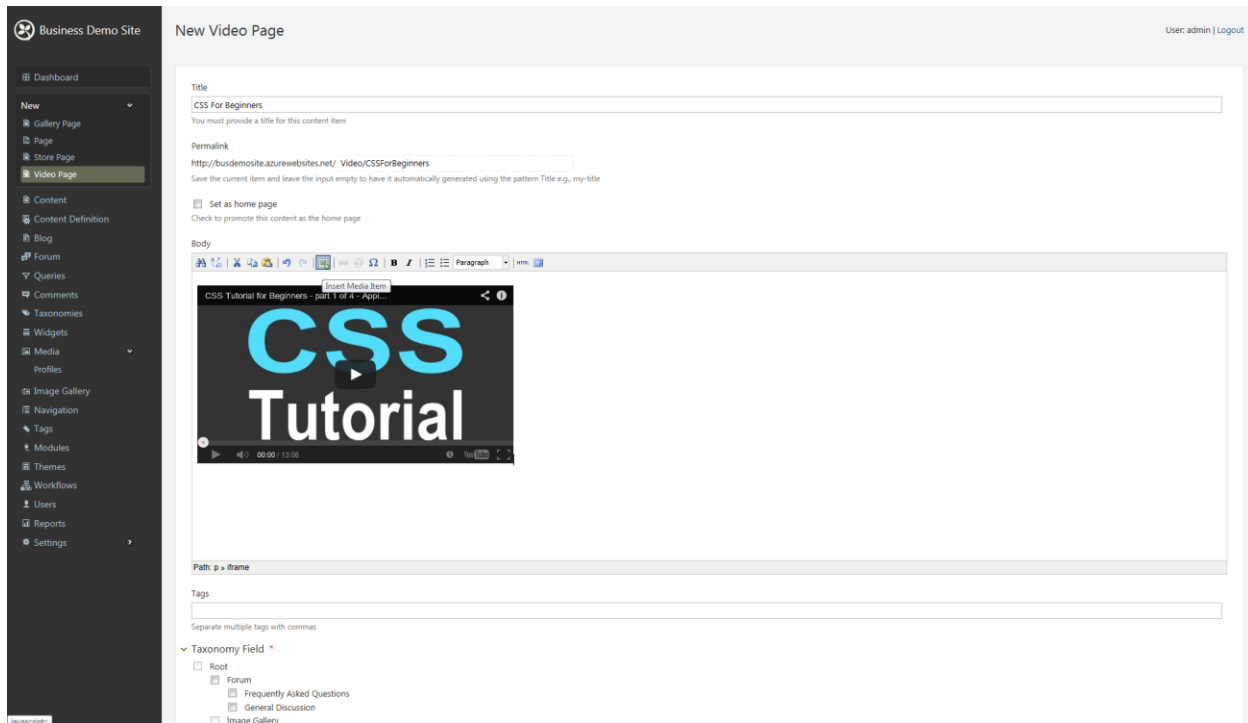 Business Demo Site
New Video Page
User: admin | Logout
Dashboard
New
Gallery Page
Page
Store Page
Video Page
Content
Content Definition
Blog
Forum
Queries
Comments
Taxonomies
Widgets
Media
Profiles
Image Gallery
Navigation
Tags
Modules
Themes
Workflows
Users
Reports
Settings
Title
CSS For Beginners
You must provide a title for this content item
Permalink
http://busdemosite.azurewebsites.net/ Video/CSSForBeginners
Save the current item and leave the input empty to have it automatically generated using the pattern Title e.g., my-title
Set as home page
Check to promote this content as the home page
Body
B I Paragraph HTML
Insert Media Item
CSS Tutorial for Beginners - part 1 of 4 - Appl...
CSS
Tutorial
00:00 / 13:08 YouTube
Path: p » iframe
Tags
Separate multiple tags with commas
Taxonomy Field *
Root
Forum
Frequently Asked Questions
General Discussion
Image Gallery